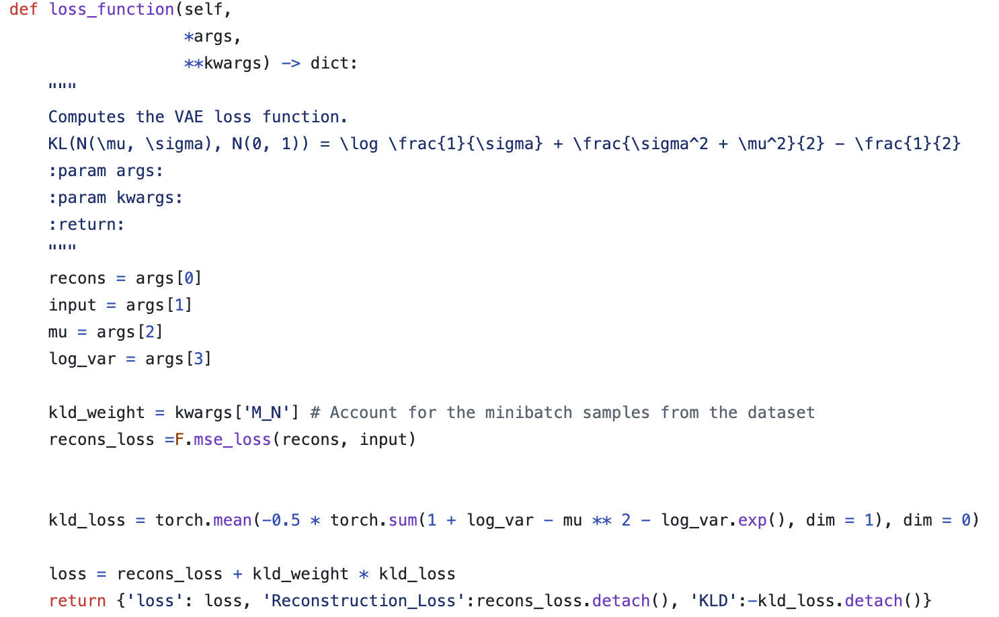 def loss_function(self,
                  *args,
                  **kwargs) -> dict:
    """
    Computes the VAE loss function.
    KL(N(\mu, \sigma), N(0, 1)) = \log \frac{1}{\sigma} + \frac{\sigma^2 + \mu^2}{2} - \frac{1}{2}
    :param args:
    :param kwargs:
    :return:
    """
    recons = args[0]
    input = args[1]
    mu = args[2]
    log_var = args[3]

    kld_weight = kwargs['M_N'] # Account for the minibatch samples from the dataset
    recons_loss =F.mse_loss(recons, input)


    kld_loss = torch.mean(-0.5 * torch.sum(1 + log_var - mu ** 2 - log_var.exp(), dim = 1), dim = 0)

    loss = recons_loss + kld_weight * kld_loss
    return {'loss': loss, 'Reconstruction_Loss':recons_loss.detach(), 'KLD':-kld_loss.detach()}